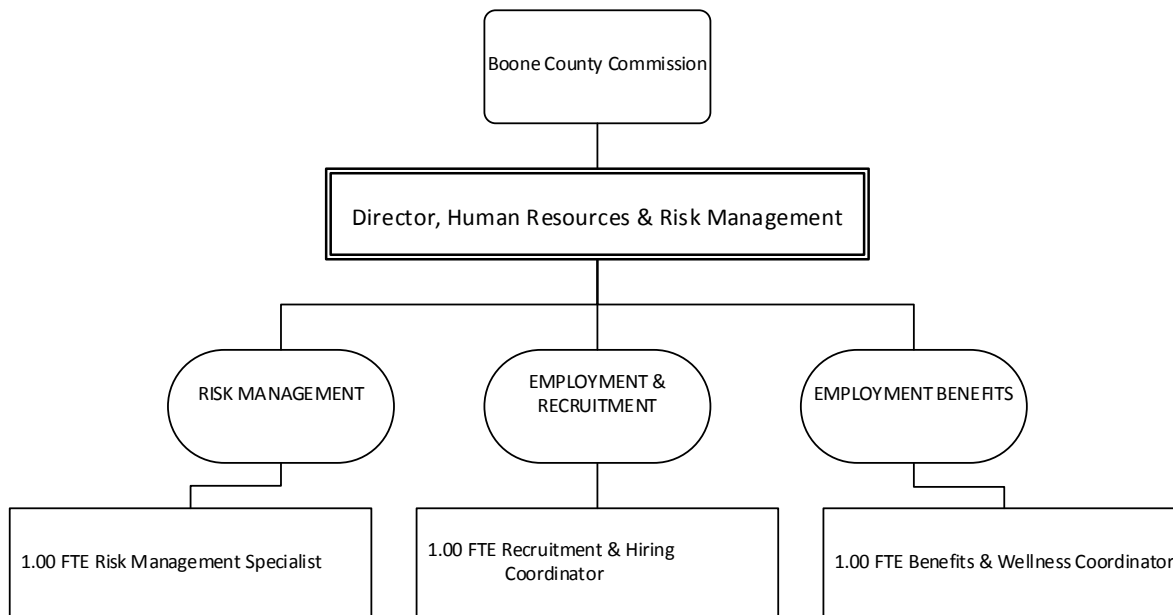 Boone County Commission
Director, Human Resources & Risk Management
RISK MANAGEMENT
EMPLOYMENT &
RECRUITMENT
EMPLOYMENT BENEFITS
1.00 FTE Risk Management Specialist
1.00 FTE Recruitment & Hiring
Coordinator
1.00 FTE Benefits & Wellness Coordinator